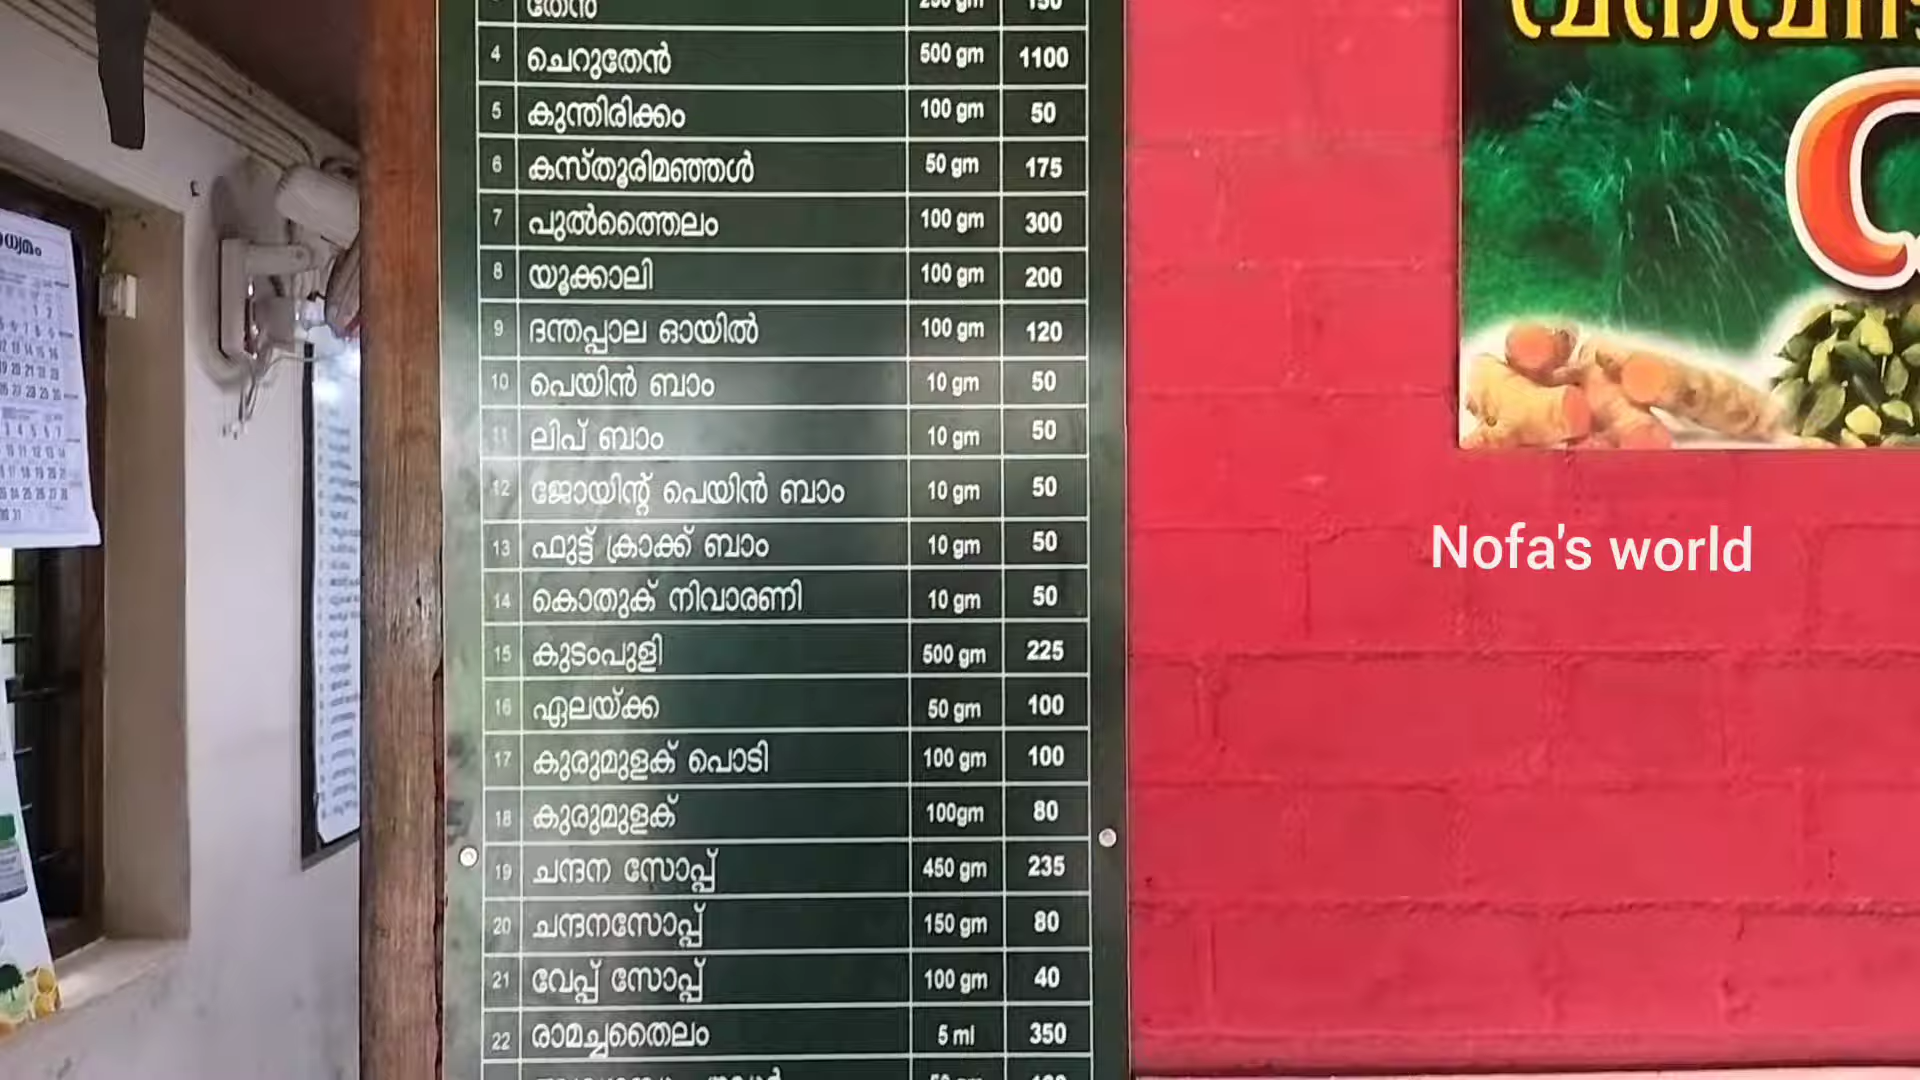 തേൻ 250 gm 150
4 ചെറുതേൻ 500 gm 1100
5 കുന്തിരിക്കം 100 gm 50
6 കസ്തൂരിമഞ്ഞൾ 50 gm 175
7 പുൽത്തൈലം 100 gm 300
8 യൂക്കാലി 100 gm 200
9 ദന്തപ്പാല ഓയിൽ 100 gm 120
10 പെയിൻ ബാം 10 gm 50
11 ലിപ് ബാം 10 gm 50
12 ജോയിന്റ് പെയിൻ ബാം 10 gm 50
13 ഫുട്ട് ക്രാക്ക് ബാം 10 gm 50
14 കൊതുക് നിവാരണി 10 gm 50
15 കുടംപുളി 500 gm 225
16 ഏലയ്ക്ക 50 gm 100
17 കുരുമുളക് പൊടി 100 gm 100
18 കുരുമുളക് 100gm 80
19 ചന്ദന സോപ്പ് 450 gm 235
20 ചന്ദനസോപ്പ് 150 gm 80
21 വേപ്പ് സോപ്പ് 100 gm 40
22 രാമച്ചതൈലം 5 ml 350
Nofa's world